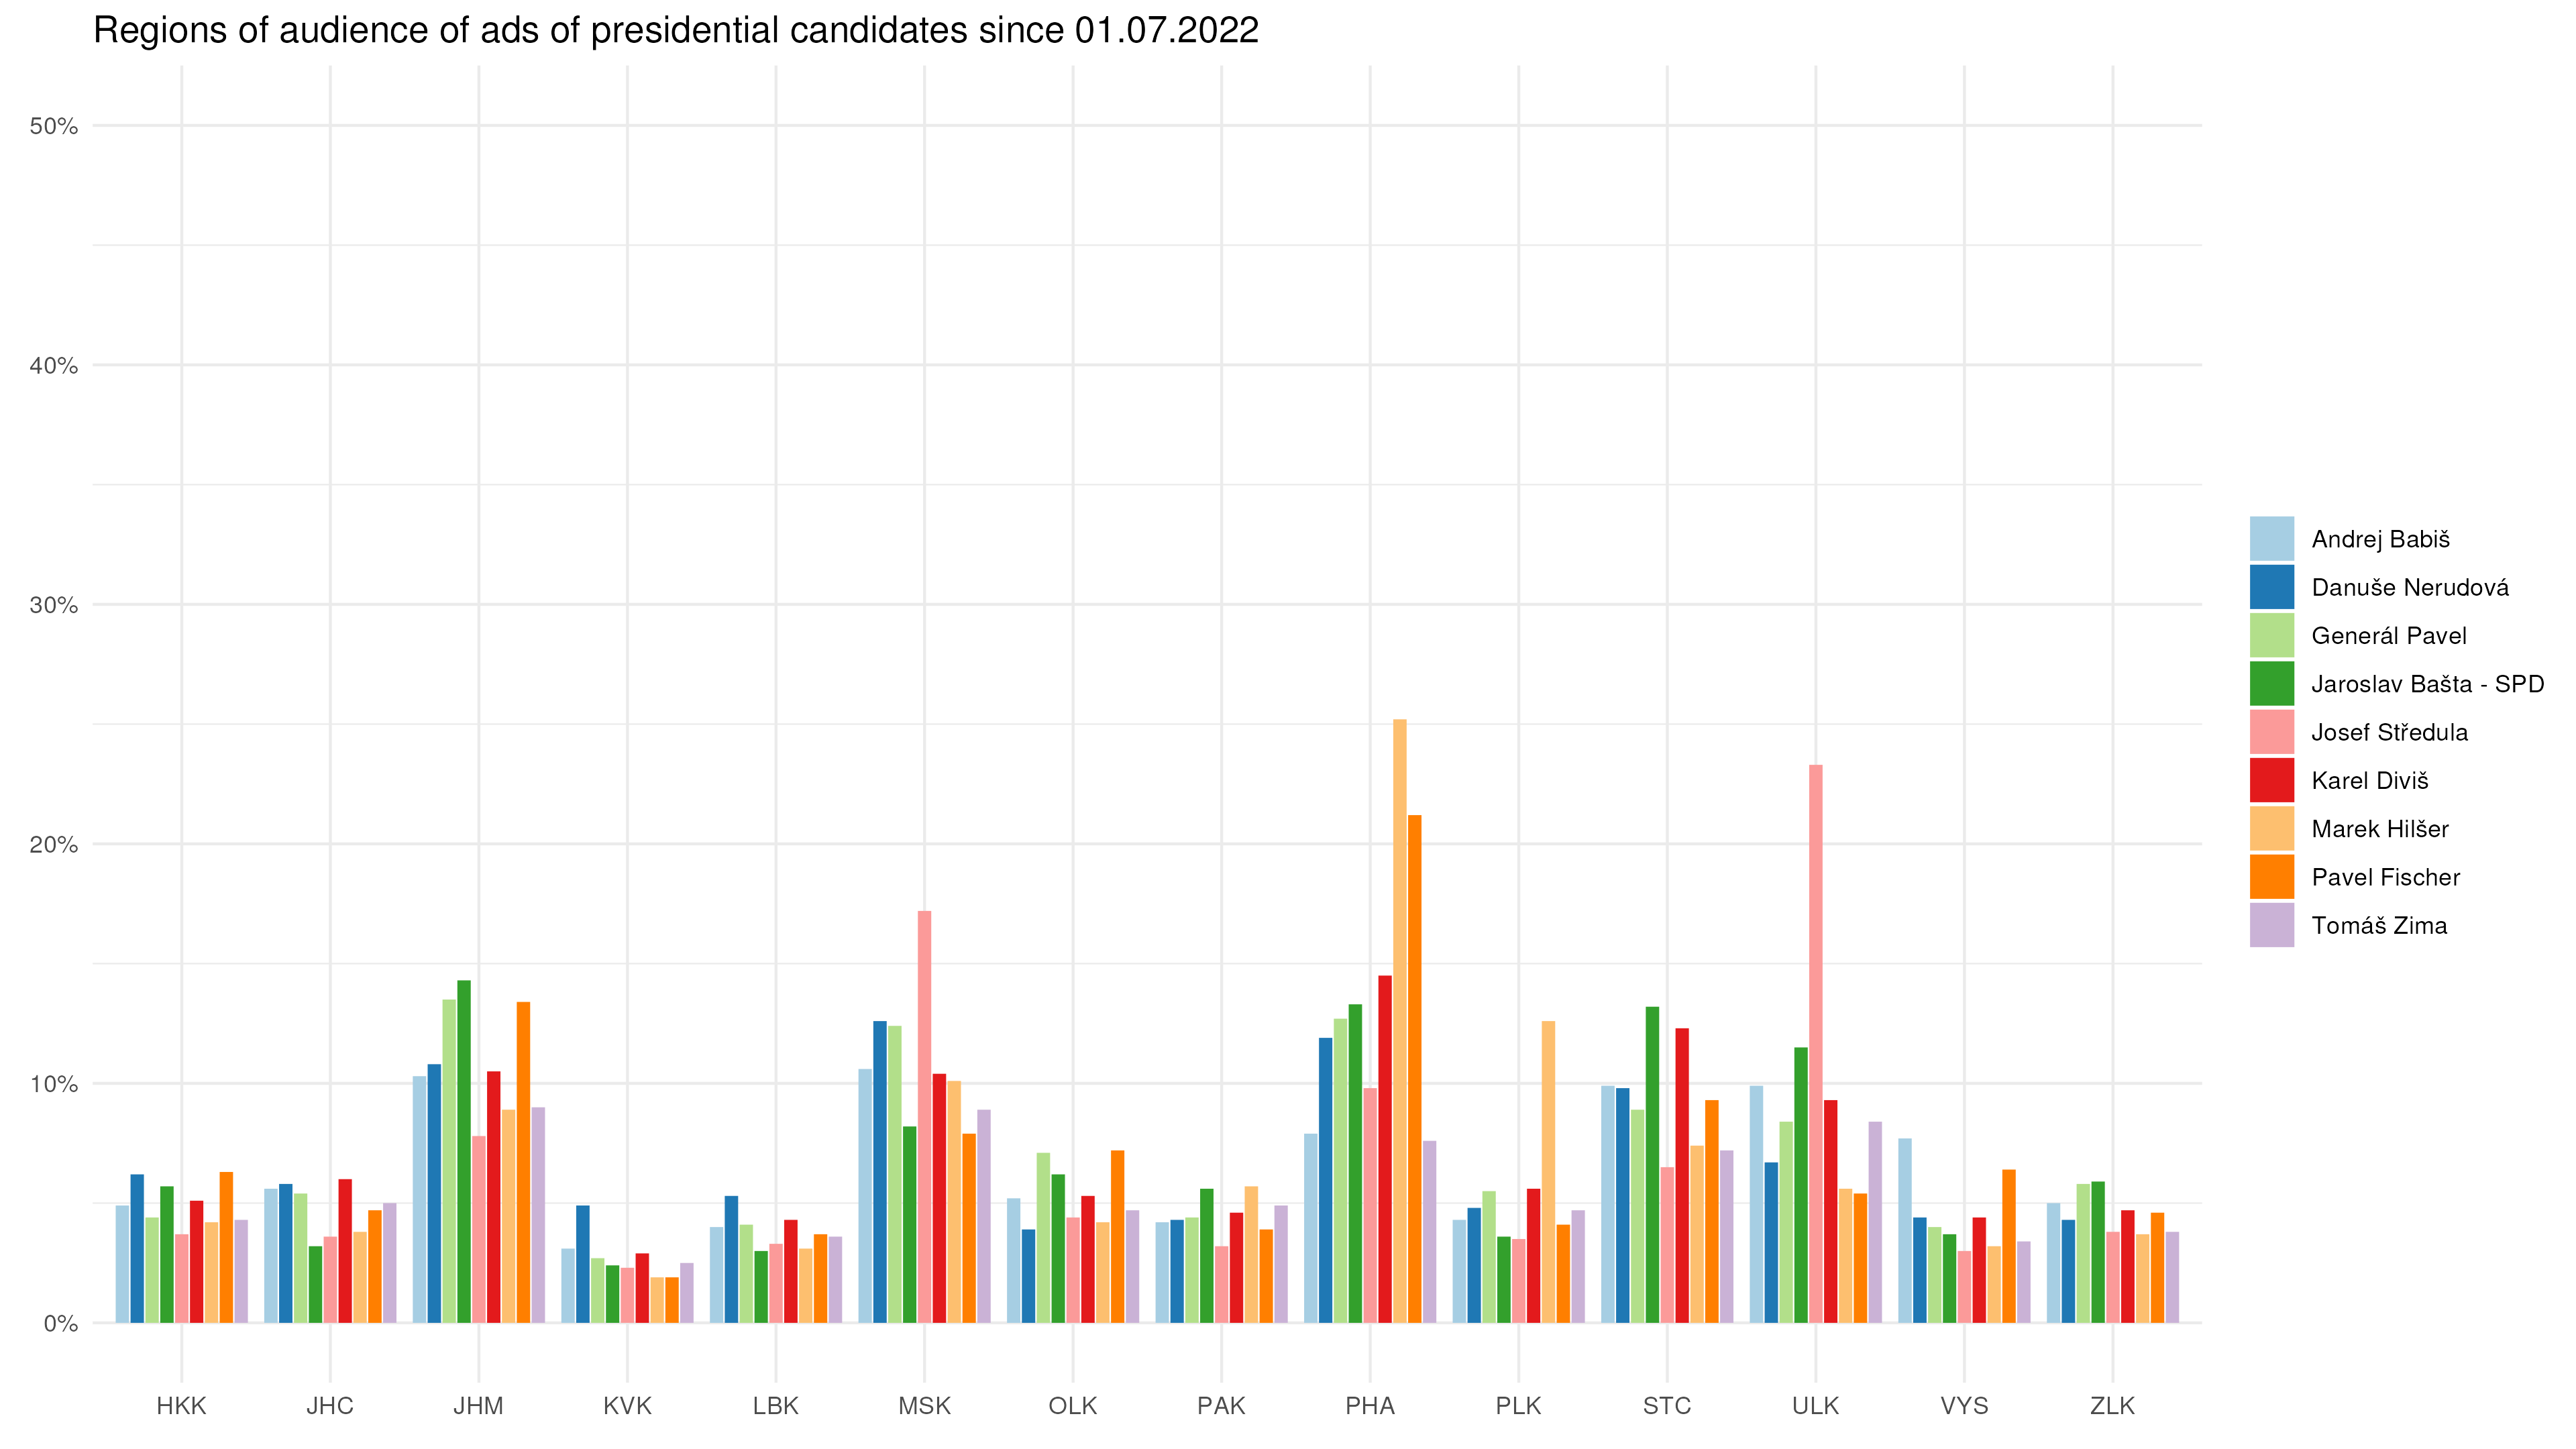 Regions of audience of ads of presidential candidates since 01.07.2022
50%
40%
30%
20%
10%
0%
HKK JHC JHM KVK LBK MSK OLK PAK PHA PLK STC ULK VYS ZLK
Andrej Babiš
Danuše Nerudová
Generál Pavel
Jaroslav Bašta - SPD
Josef Středula
Karel Diviš
Marek Hilšer
Pavel Fischer
Tomáš Zima